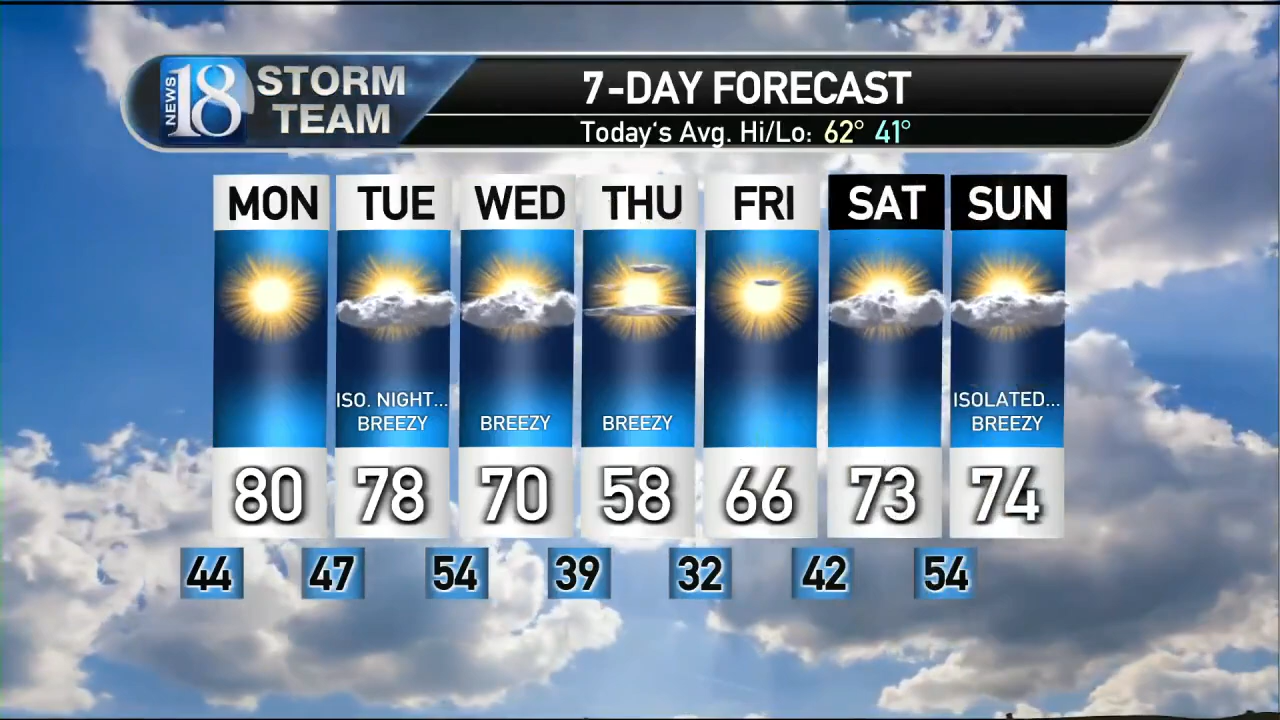 NEWS 18 STORM TEAM
7-DAY FORECAST
Today's Avg. Hi/Lo: 62° 41°
MON TUE WED THU FRI SAT SUN
ISO. NIGHT... ISOLATED...
BREEZY BREEZY BREEZY BREEZY
80 78 70 58 66 73 74
44 47 54 39 32 42 54